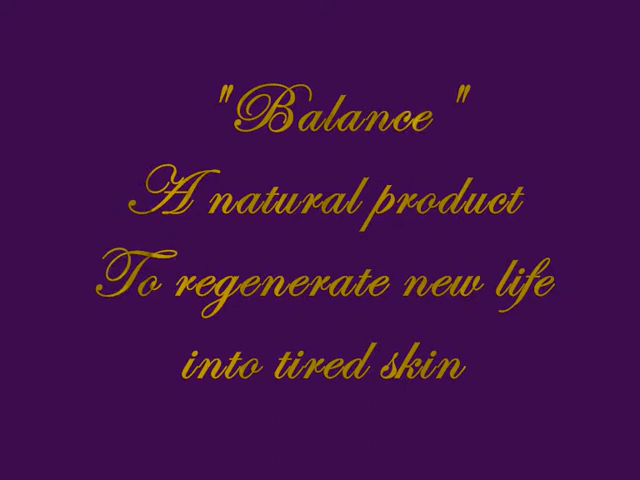 "Balance"
A natural product
To regenerate new life
into tired skin